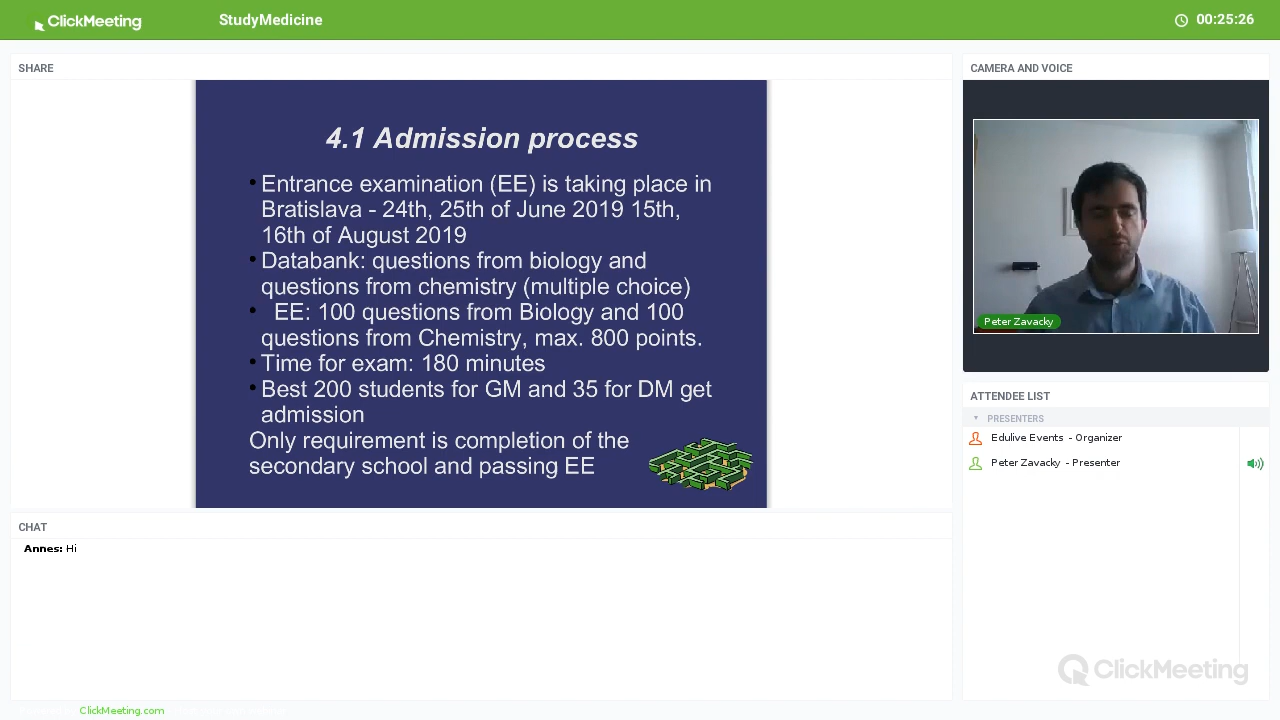 ClickMeeting
StudyMedicine
00:25:26
SHARE
4.1 Admission process
• Entrance examination (EE) is taking place in
Bratislava - 24th, 25th of June 2019 15th,
16th of August 2019
• Databank: questions from biology and
questions from chemistry (multiple choice)
• EE: 100 questions from Biology and 100
questions from Chemistry, max. 800 points.
• Time for exam: 180 minutes
• Best 200 students for GM and 35 for DM get
admission
Only requirement is completion of the
secondary school and passing EE
CHAT
Annes: Hi
CAMERA AND VOICE
Peter Zavacky
ATTENDEE LIST
PRESENTERS
Edulive Events - Organizer
Peter Zavacky - Presenter
ClickMeeting
ClickMeeting.com